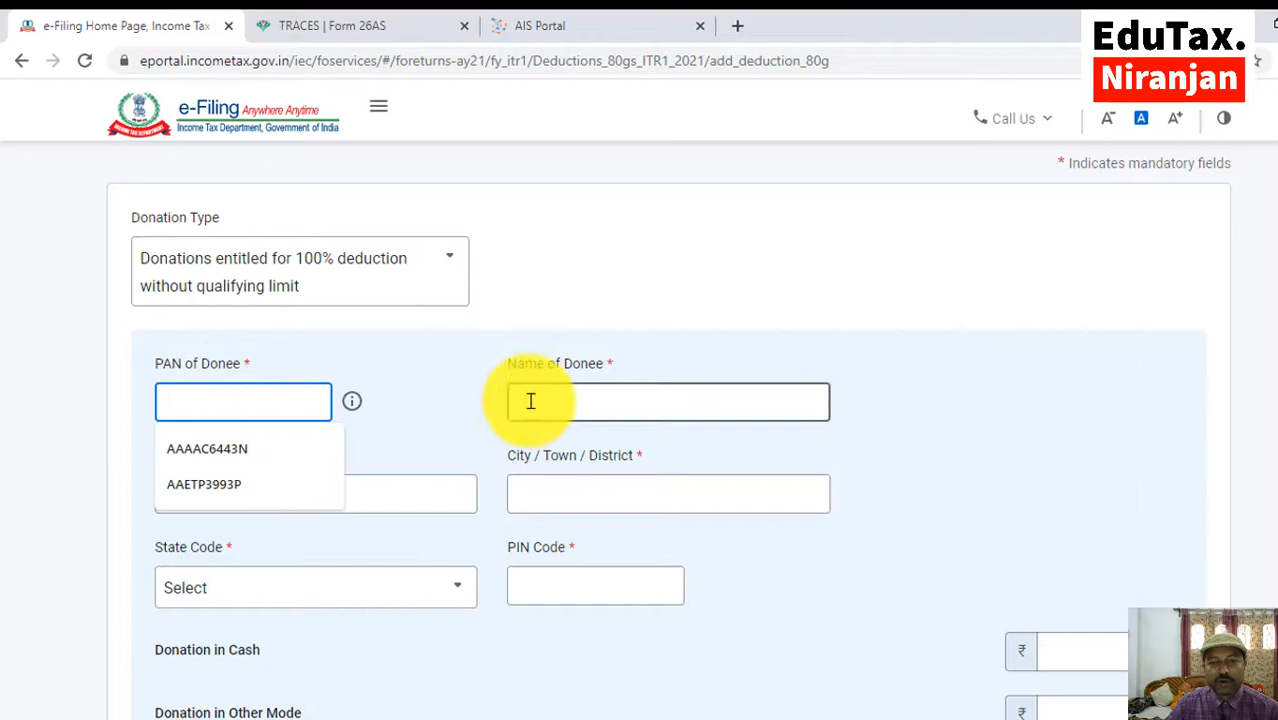 e-Filing Home Page, Income Tax
TRACES | Form 26AS
AIS Portal
EduTax.
Niranjan
eportal.incometax.gov.in/iec/foservices/#/foreturns-ay21/fy_itr1/Deductions_80gs_ITR1_2021/add_deduction_80g
e-Filing Anywhere Anytime
Income Tax Department, Government of India
Call Us
A-
A
A+
* Indicates mandatory fields
Donation Type
Donations entitled for 100% deduction
without qualifying limit
PAN of Donee *
Name of Donee *
AAAAC6443N
AAETP3993P
City / Town / District *
State Code *
PIN Code *
Select
Donation in Cash
₹
Donation in Other Mode
₹